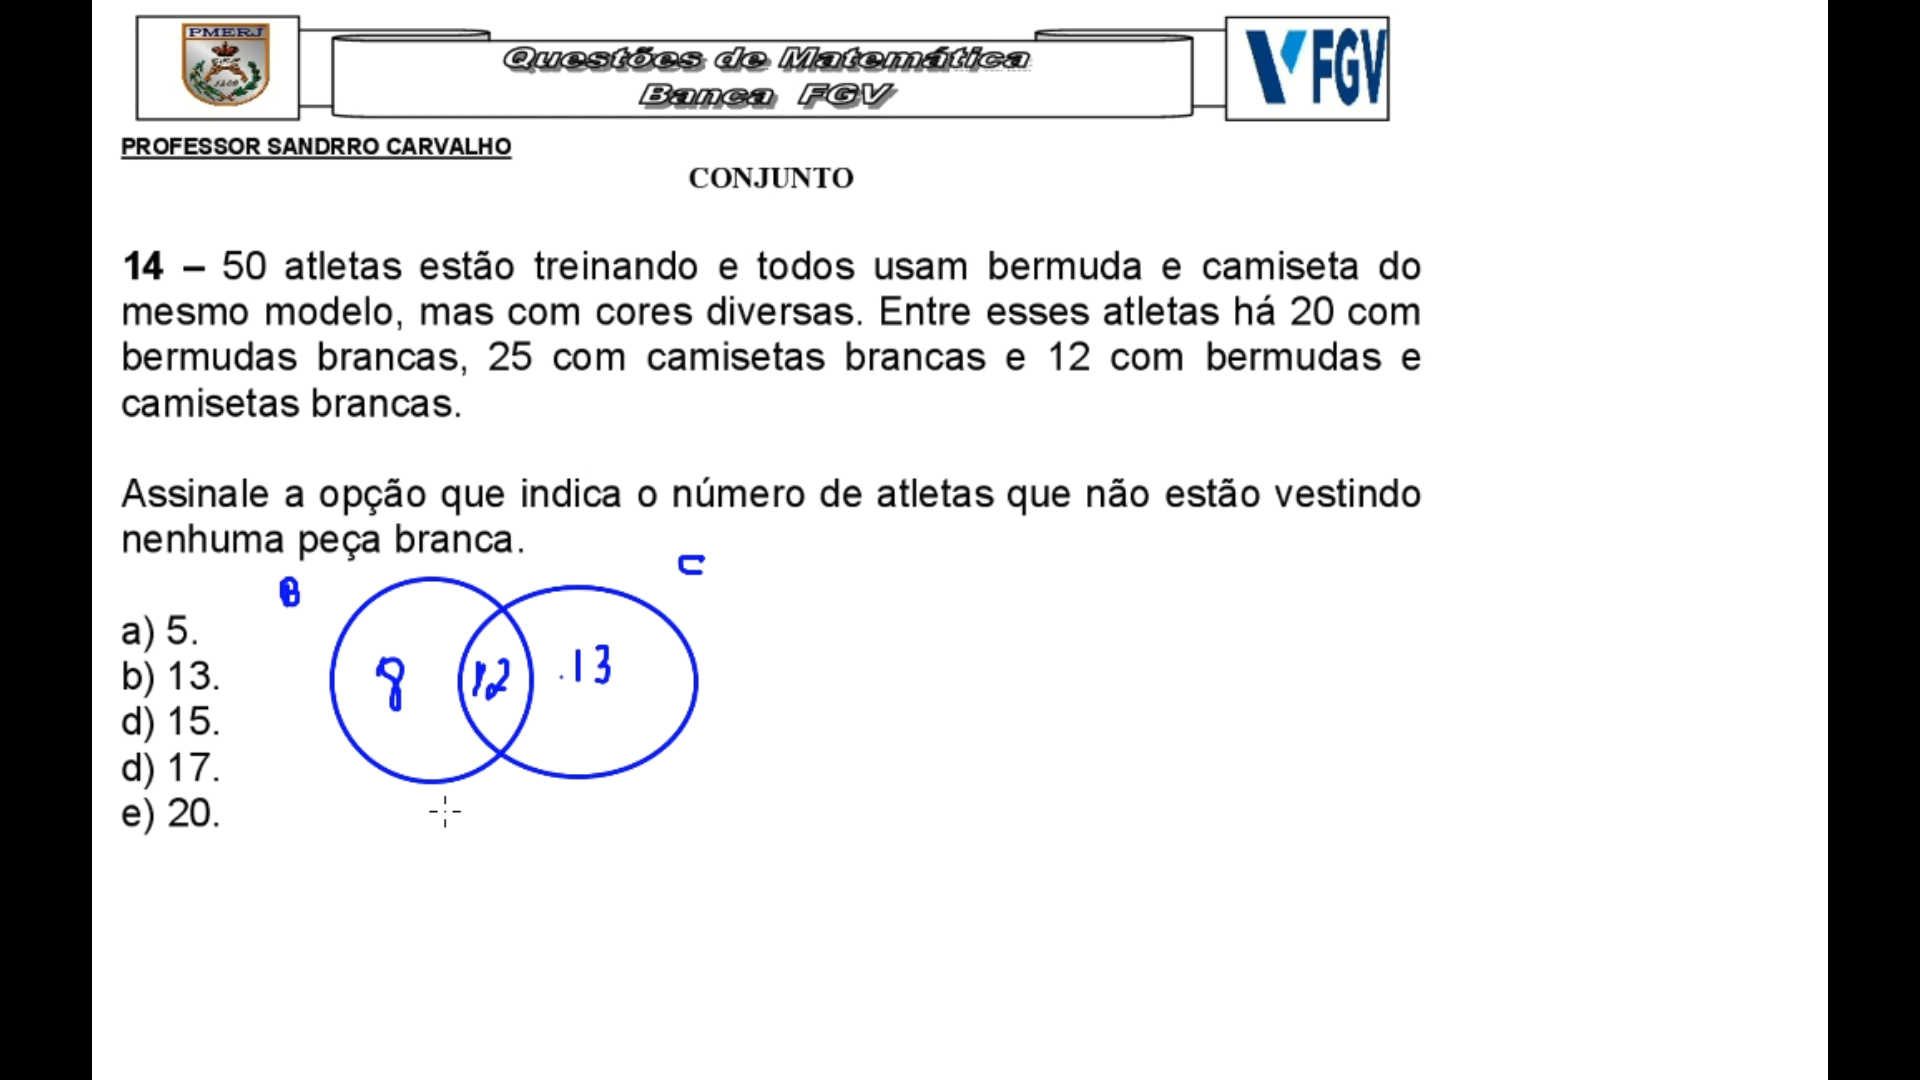 PMERJ
Questões de Matemática
Banca FGV
FGV
PROFESSOR SANDRRO CARVALHO
CONJUNTO
14 – 50 atletas estão treinando e todos usam bermuda e camiseta do
mesmo modelo, mas com cores diversas. Entre esses atletas há 20 com
bermudas brancas, 25 com camisetas brancas e 12 com bermudas e
camisetas brancas.
Assinale a opção que indica o número de atletas que não estão vestindo
nenhuma peça branca.
B
C
8 12 13
a) 5.
b) 13.
d) 15.
d) 17.
e) 20.